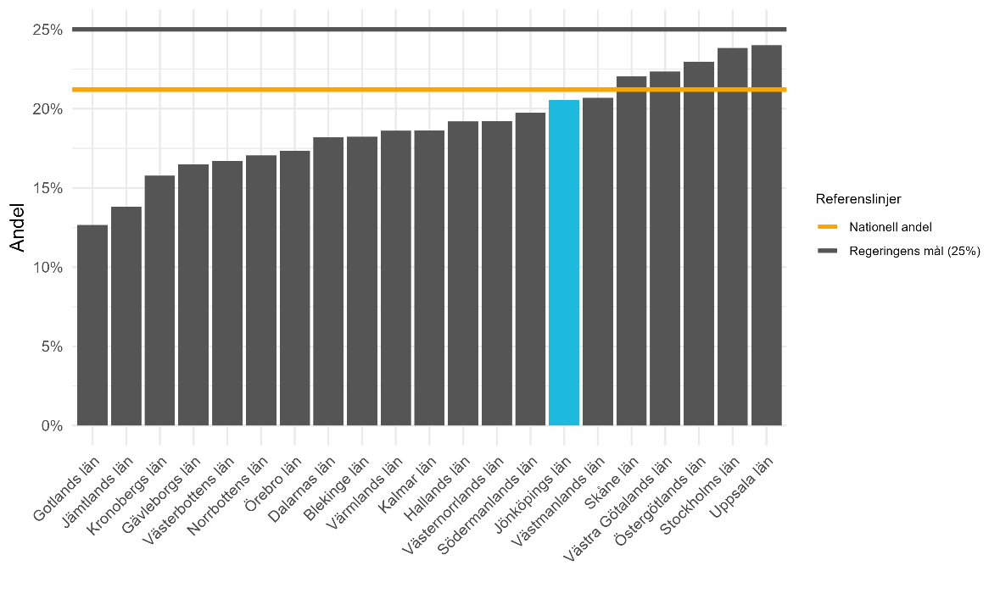 25%
20%
15%
10%
5%
0%
Andel
Gotlands län
Jämtlands län
Kronobergs län
Gävleborgs län
Västerbottens län
Norrbottens län
Örebro län
Dalarnas län
Blekinge län
Värmlands län
Kalmar län
Hallands län
Västernorrlands län
Södermanlands län
Jönköpings län
Västmanlands län
Skåne län
Västra Götalands län
Östergötlands län
Stockholms län
Uppsala län
Referenslinjer
Nationell andel
Regeringens mål (25%)